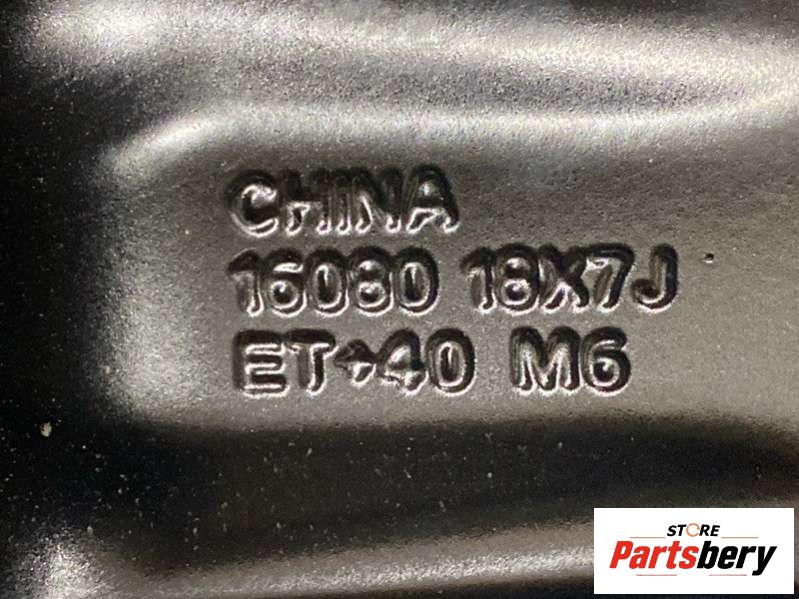 CHINA
16080 18X7J
ET+40 M6
STORE
Partsbery